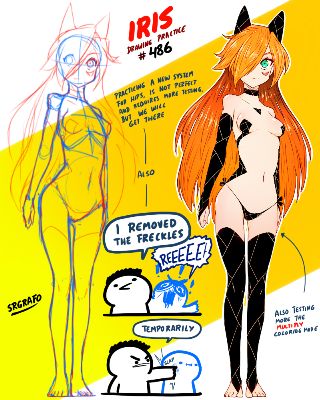 IRIS
DRAWING PRACTICE
# 486
PRACTICING A NEW SYSTEM
FOR HIPS, IS NOT PERFECT
AND REQUIRES MORE TESTING,
BUT WE WILL
GET THERE
ALSO
I REMOVED
THE FRECKLES
REEEEE!!
TEMPORARILY
SLAP
SRGRAFO
ALSO TESTING
MORE THE
MULTIPLY
COLORING MODE